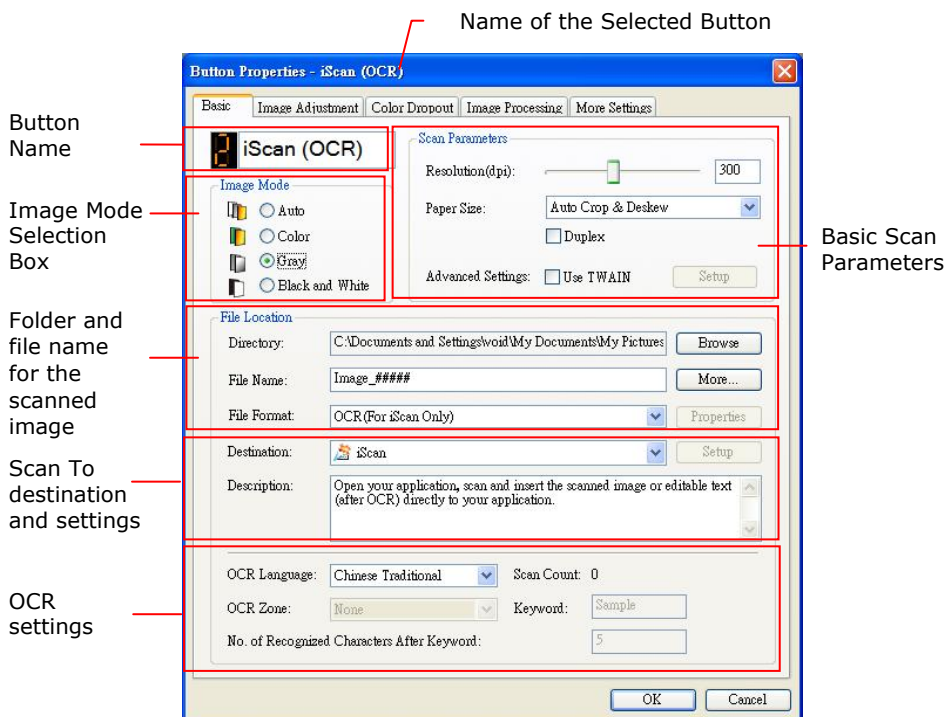 Name of the Selected Button
Button Properties - iScan (OCR)
Basic Image Adjustment Color Dropout Image Processing More Settings
Button
Name
2 iScan (OCR)
Image Mode
Selection
Box
Image Mode
Auto
Color
Gray
Black and White
Scan Parameters
Resolution(dpi): 300
Paper Size: Auto Crop & Deskew
Duplex
Advanced Settings: Use TWAIN Setup
Basic Scan
Parameters
Folder and
file name
for the
scanned
image
File Location
Directory: C:\Documents and Settings\void\My Documents\My Pictures Browse
File Name: Image_##### More...
File Format: OCR(For iScan Only) Properties
Scan To
destination
and settings
Destination: iScan Setup
Description: Open your application, scan and insert the scanned image or editable text
(after OCR) directly to your application.
OCR
settings
OCR Language: Chinese Traditional Scan Count: 0
OCR Zone: None Keyword: Sample
No. of Recognized Characters After Keyword: 5
OK Cancel